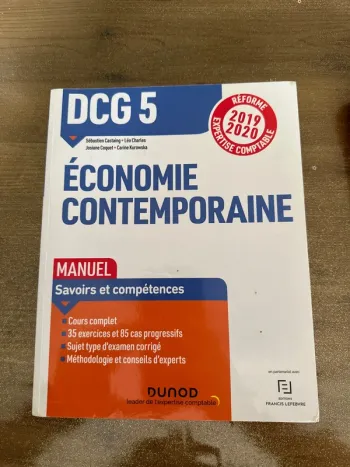 DCG 5
Sébastien Castaing • Léo Charles
Josiane Coquet • Carine Kurowska
RÉFORME
2019
2020
EXPERTISE COMPTABLE
ÉCONOMIE
CONTEMPORAINE
MANUEL
Savoirs et compétences
• Cours complet
• 35 exercices et 85 cas progressifs
• Sujet type d'examen corrigé
• Méthodologie et conseils d'experts
DUNOD
leader de l'expertise comptable
en partenariat avec
EFL
ÉDITIONS
FRANCIS LEFEBVRE